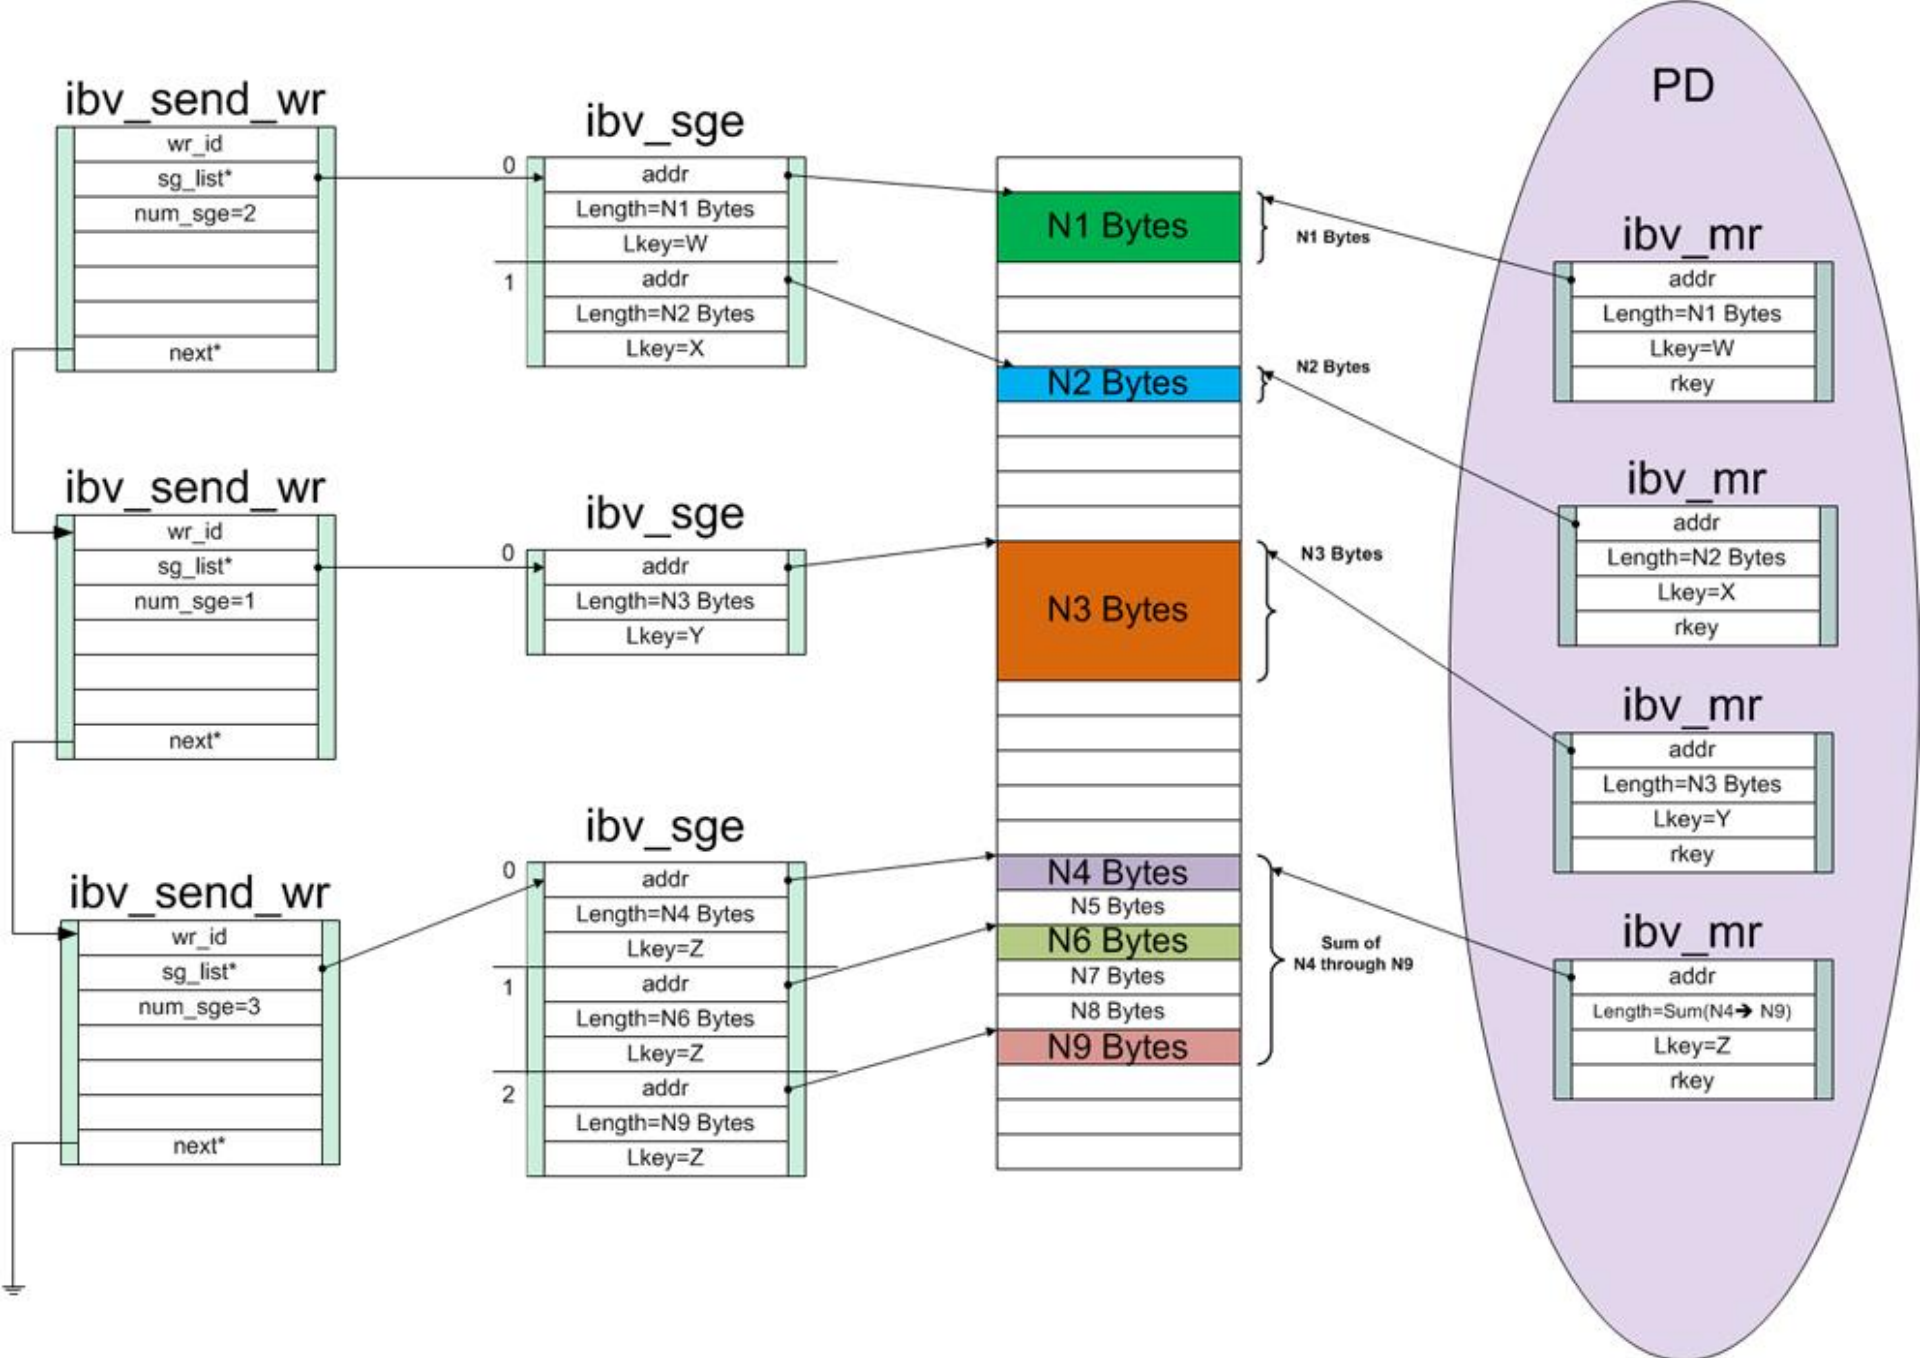 ibv_send_wr
wr_id
sg_list*
num_sge=2
next*
ibv_send_wr
wr_id
sg_list*
num_sge=1
next*
ibv_send_wr
wr_id
sg_list*
num_sge=3
next*
ibv_sge
0
addr
Length=N1 Bytes
Lkey=W
1
addr
Length=N2 Bytes
Lkey=X
ibv_sge
0
addr
Length=N3 Bytes
Lkey=Y
ibv_sge
0
addr
Length=N4 Bytes
Lkey=Z
1
addr
Length=N6 Bytes
Lkey=Z
2
addr
Length=N9 Bytes
Lkey=Z
N1 Bytes
N2 Bytes
N3 Bytes
N4 Bytes
N5 Bytes
N6 Bytes
N7 Bytes
N8 Bytes
N9 Bytes
N1 Bytes
N2 Bytes
N3 Bytes
Sum of
N4 through N9
PD
ibv_mr
addr
Length=N1 Bytes
Lkey=W
rkey
ibv_mr
addr
Length=N2 Bytes
Lkey=X
rkey
ibv_mr
addr
Length=N3 Bytes
Lkey=Y
rkey
ibv_mr
addr
Length=Sum(N4➔ N9)
Lkey=Z
rkey